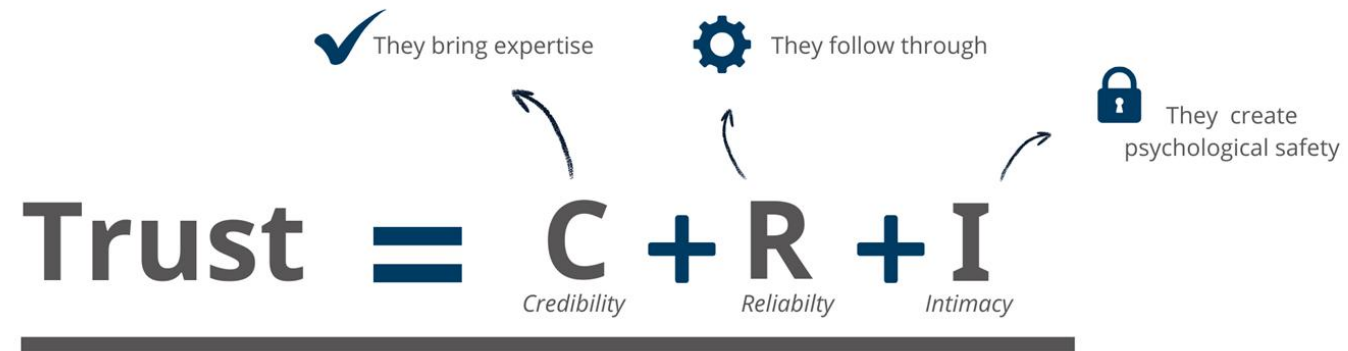 They bring expertise
They follow through
They create
psychological safety
Trust = C + R + I
Credibility
Reliabilty
Intimacy